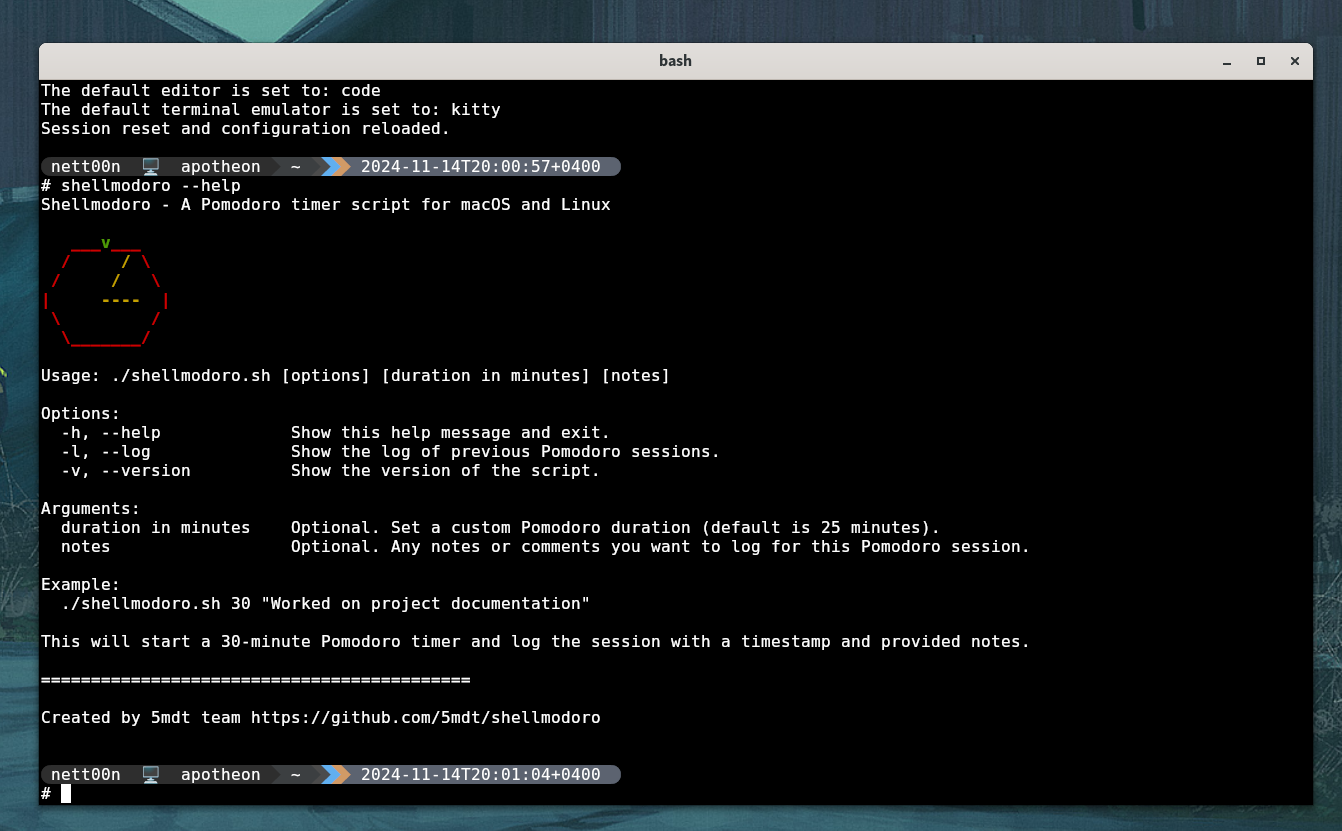 bash
The default editor is set to: code
The default terminal emulator is set to: kitty
Session reset and configuration reloaded.
nett00n 🖥️ apotheon ~ 2024-11-14T20:00:57+0400
# shellmodoro --help
Shellmodoro - A Pomodoro timer script for macOS and Linux
   ___v___
  /     / \
 /     /   \
|     ----  |
 \         /
  \_______/
Usage: ./shellmodoro.sh [options] [duration in minutes] [notes]
Options:
  -h, --help             Show this help message and exit.
  -l, --log              Show the log of previous Pomodoro sessions.
  -v, --version          Show the version of the script.
Arguments:
  duration in minutes    Optional. Set a custom Pomodoro duration (default is 25 minutes).
  notes                  Optional. Any notes or comments you want to log for this Pomodoro session.
Example:
  ./shellmodoro.sh 30 "Worked on project documentation"
This will start a 30-minute Pomodoro timer and log the session with a timestamp and provided notes.
===========================================
Created by 5mdt team https://github.com/5mdt/shellmodoro
nett00n 🖥️ apotheon ~ 2024-11-14T20:01:04+0400
#